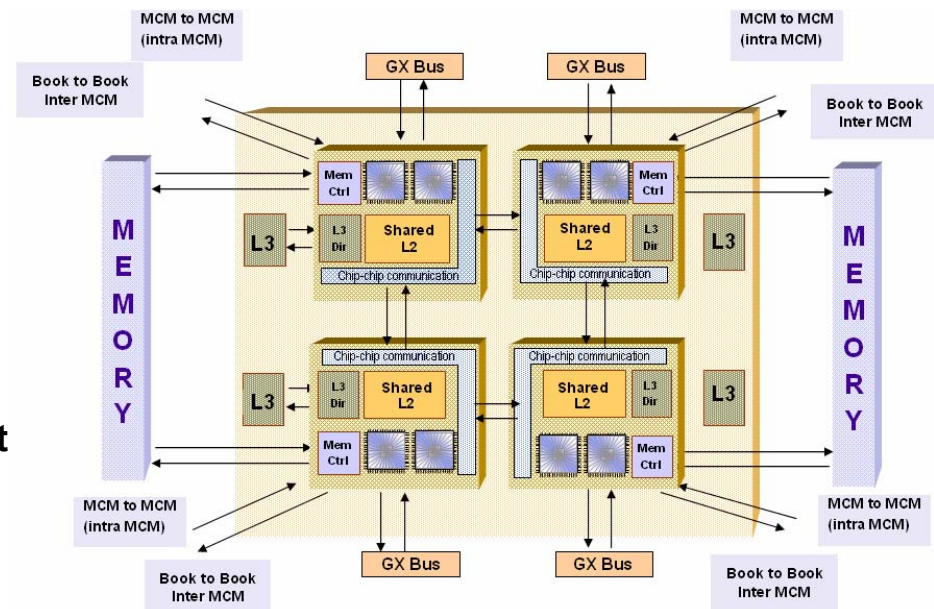 MCM to MCM
(intra MCM)
MCM to MCM
(intra MCM)
GX Bus
GX Bus
Book to Book
Inter MCM
Book to Book
Inter MCM
MEMORY
Mem
Ctrl
L3
L3
Dir
Shared
L2
Chip-chip communication
Mem
Ctrl
Shared
L2
L3
Dir
Chip-chip communication
L3
MEMORY
Chip-chip communication
L3
L3
Dir
Shared
L2
Mem
Ctrl
Chip-chip communication
Shared
L2
L3
Dir
L3
Mem
Ctrl
t
MCM to MCM
(intra MCM)
MCM to MCM
(intra MCM)
GX Bus
GX Bus
Book to Book
Inter MCM
Book to Book
Inter MCM